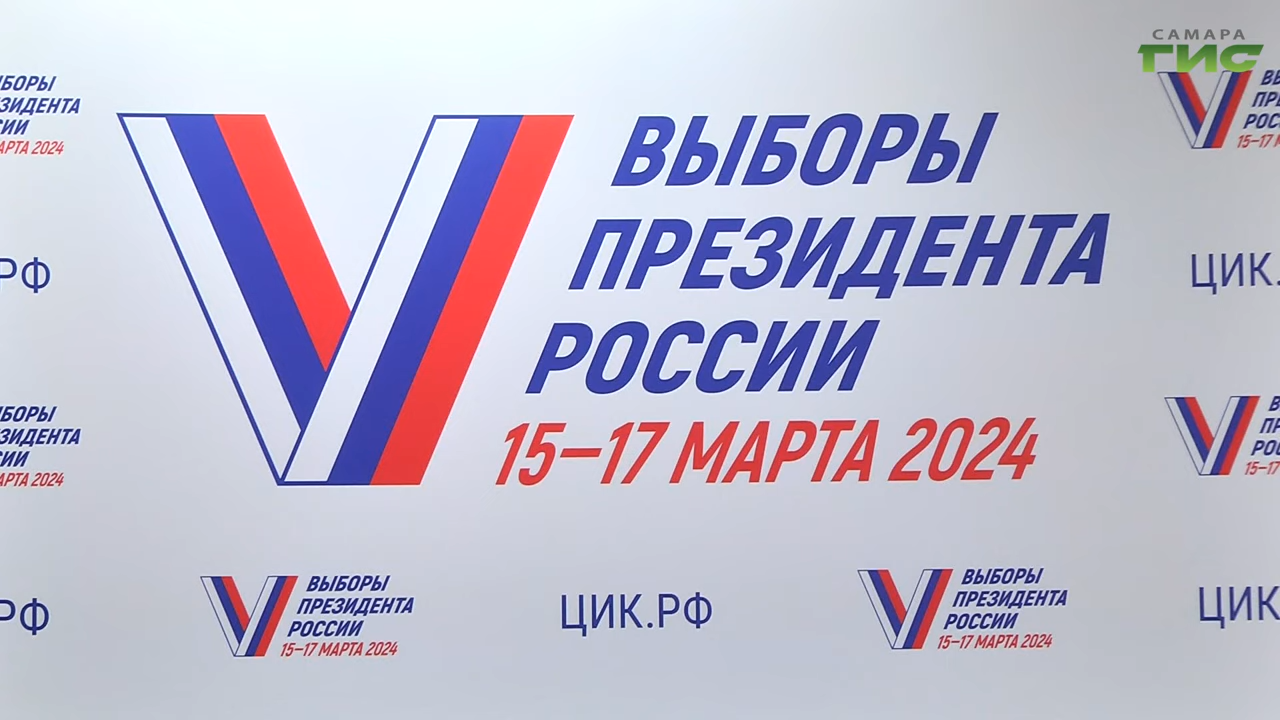 САМАРА
ГИС
ВЫБОРЫ
ПРЕЗИДЕНТА
РОССИИ
15–17 МАРТА 2024
ЦИК.
ЦИК.РФ
ВЫБОРЫ
ПРЕЗИДЕНТА
РОССИИ
15–17 МАРТА 2024
ВЫБОРЫ
ПРЕЗИДЕНТА
РОССИИ
15–17 МАРТА 2024
ЦИК